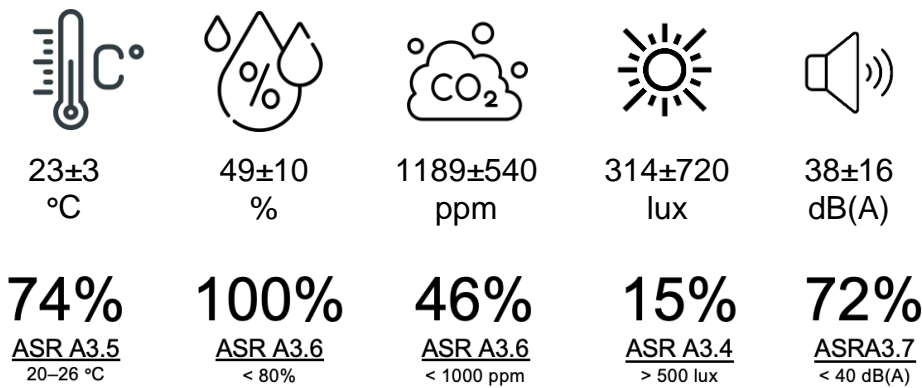 C°
%
CO₂
23±3 49±10 1189±540 314±720 38±16
°C % ppm lux dB(A)
74% 100% 46% 15% 72%
ASR A3.5 ASR A3.6 ASR A3.6 ASR A3.4 ASRA3.7
20–26 °C < 80% < 1000 ppm > 500 lux < 40 dB(A)